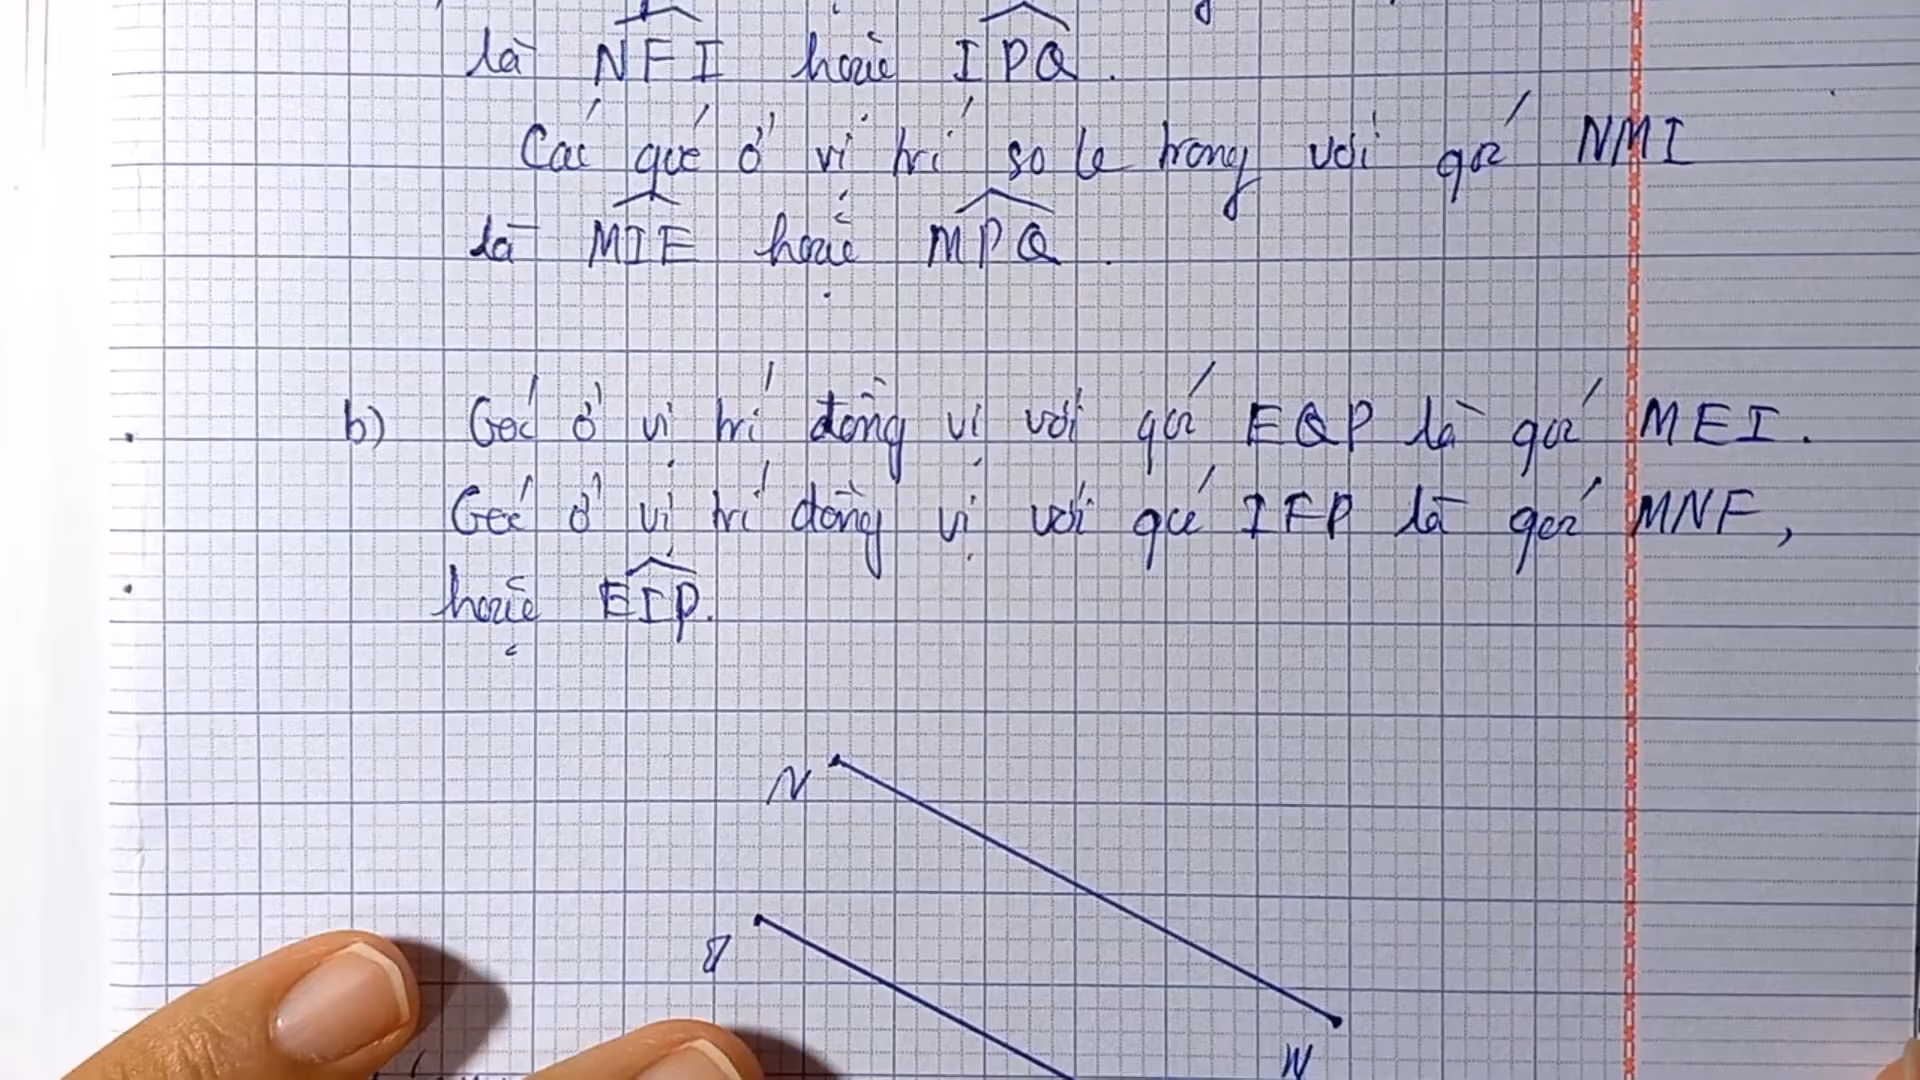 là NFI hoặc IPQ.
Các góc ở vị trí so le trong với góc NMI
là MIE hoặc MPQ.
b) Góc ở vị trí đồng vị với góc EQP là góc MEI.
Góc ở vị trí đồng vị với góc IFP là góc MNF,
hoặc EIP.
N